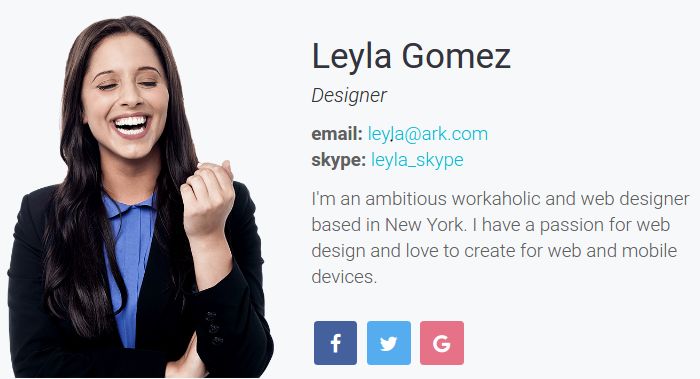 Leyla Gomez
Designer
email: leyla@ark.com
skype: leyla_skype
I'm an ambitious workaholic and web designer
based in New York. I have a passion for web
design and love to create for web and mobile
devices.
f
G